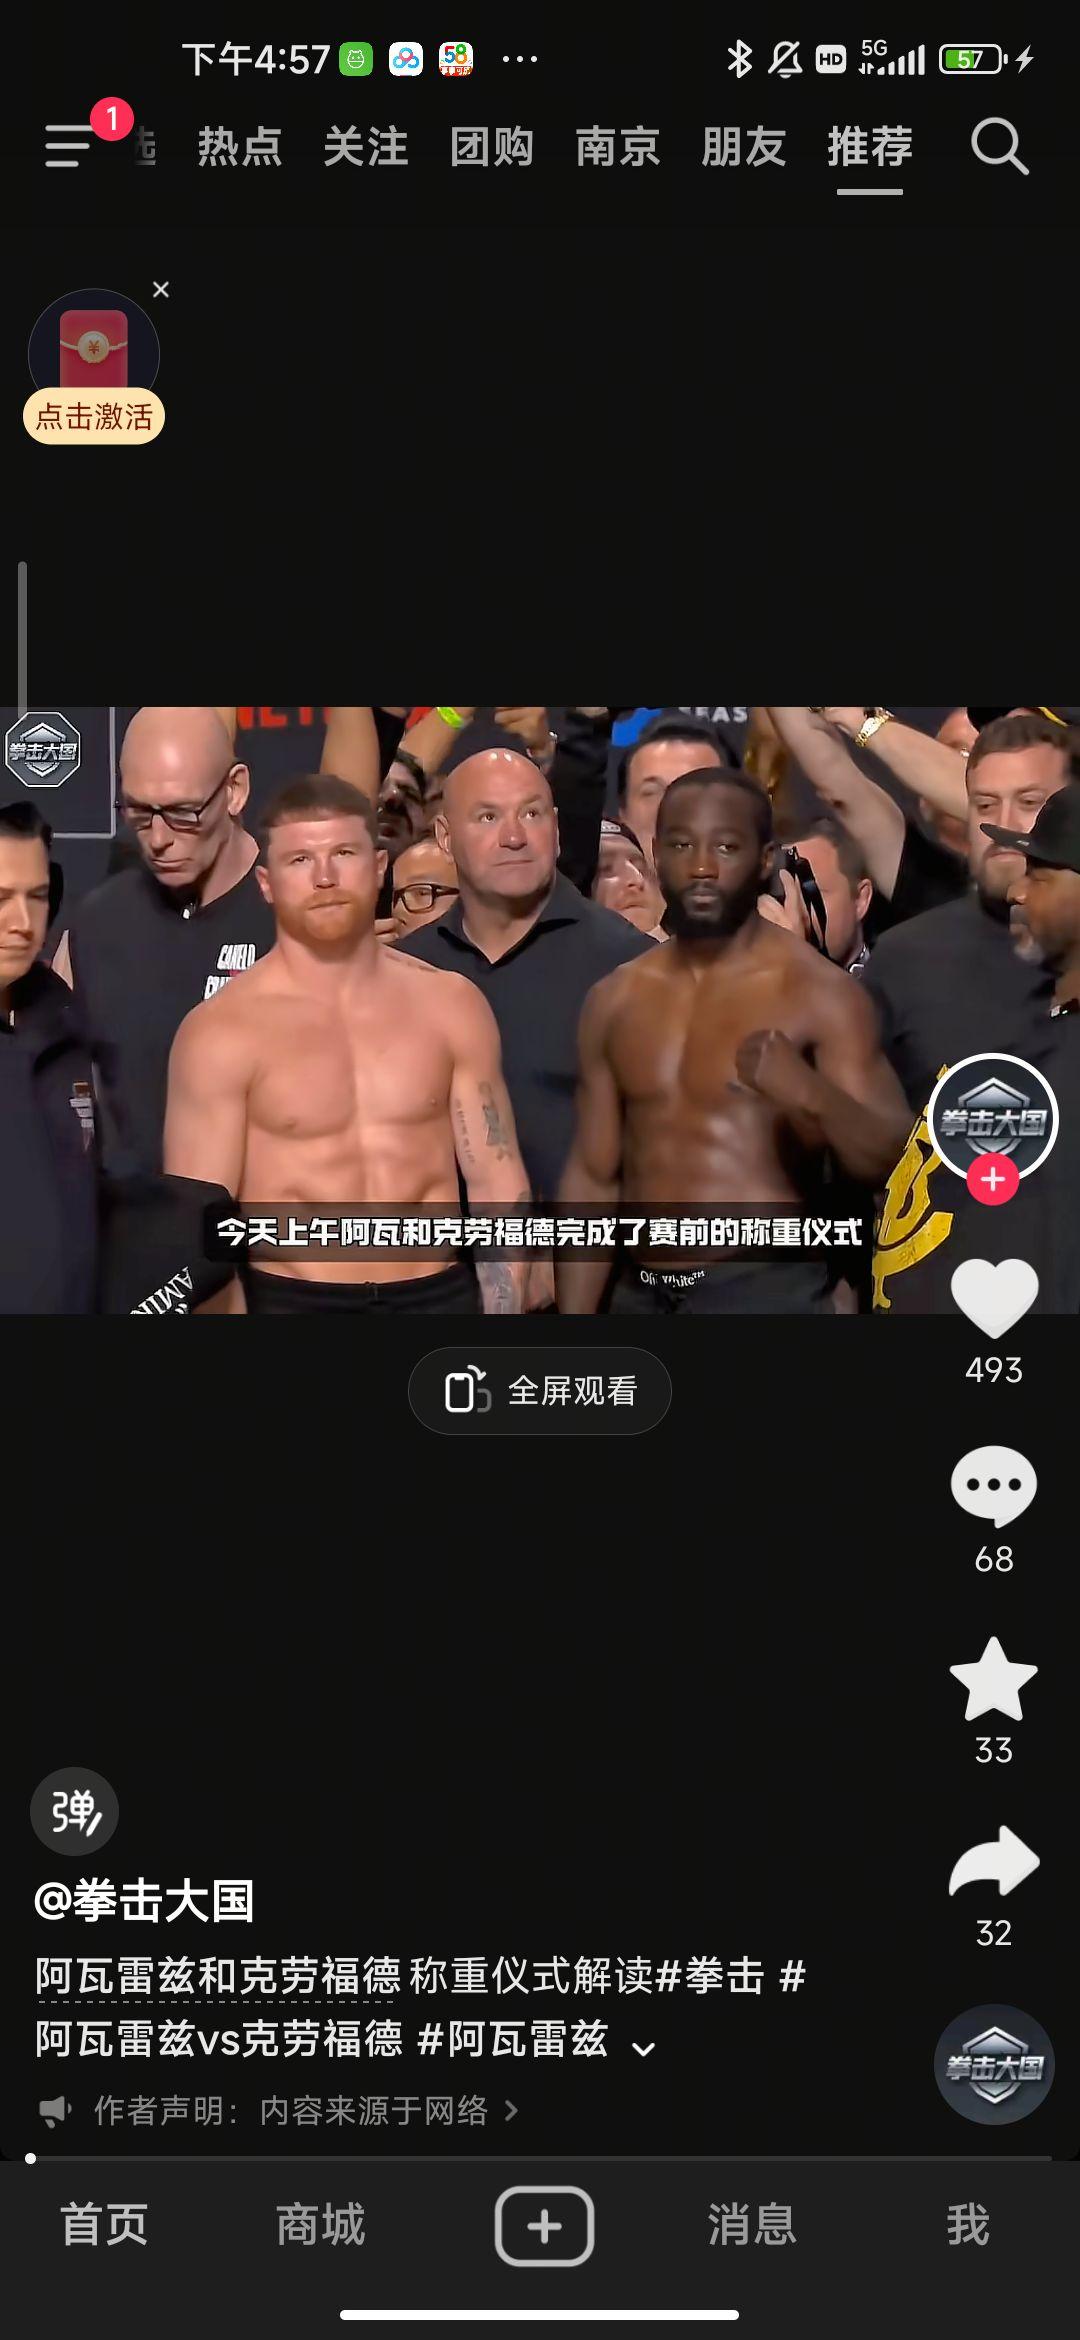 下午4:57
58
HD
5G
57
1
选 热点 关注 团购 南京 朋友 推荐
点击激活
拳击大国
CANELO
拳击大国
今天上午阿瓦和克劳福德完成了赛前的称重仪式
Off White™
493
全屏观看
68
33
32
弹
@拳击大国
阿瓦雷兹和克劳福德称重仪式解读#拳击 #
阿瓦雷兹vs克劳福德 #阿瓦雷兹
拳击大国
作者声明：内容来源于网络
首页 商城 消息 我